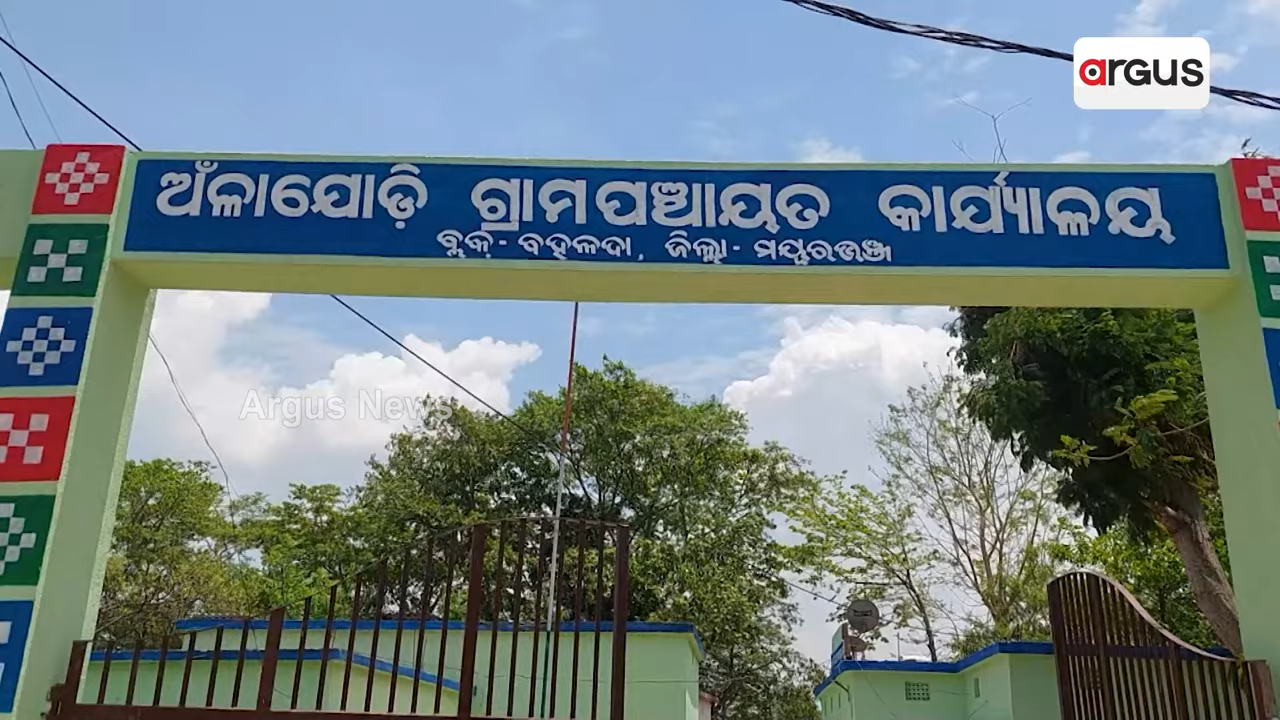 argus
ଅଁଳାଯୋଡ଼ି ଗ୍ରାମପଞ୍ଚାୟତ କାର୍ଯ୍ୟାଳୟ
ବ୍ଲକ୍- ବହଳଦା, ଜିଲ୍ଲା- ମୟୂରଭଞ୍ଜ
Argus News